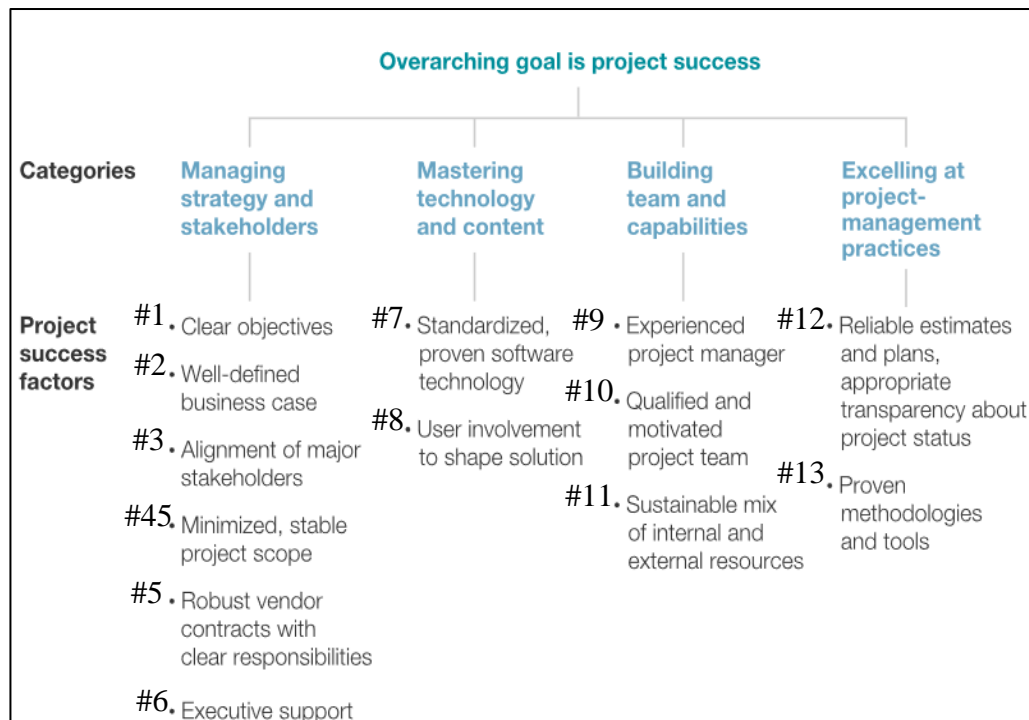 Overarching goal is project success
Categories
Managing
strategy and
stakeholders
Mastering
technology
and content
Building
team and
capabilities
Excelling at
project-
management
practices
Project
success
factors
#1 • Clear objectives
#2 • Well-defined
business case
#3 • Alignment of major
stakeholders
#45 • Minimized, stable
project scope
#5 • Robust vendor
contracts with
clear responsibilities
#6 • Executive support
#7 • Standardized,
proven software
technology
#8 • User involvement
to shape solution
#9 • Experienced
project manager
#10 • Qualified and
motivated
project team
#11 • Sustainable mix
of internal and
external resources
#12 • Reliable estimates
and plans,
appropriate
transparency about
project status
#13 • Proven
methodologies
and tools